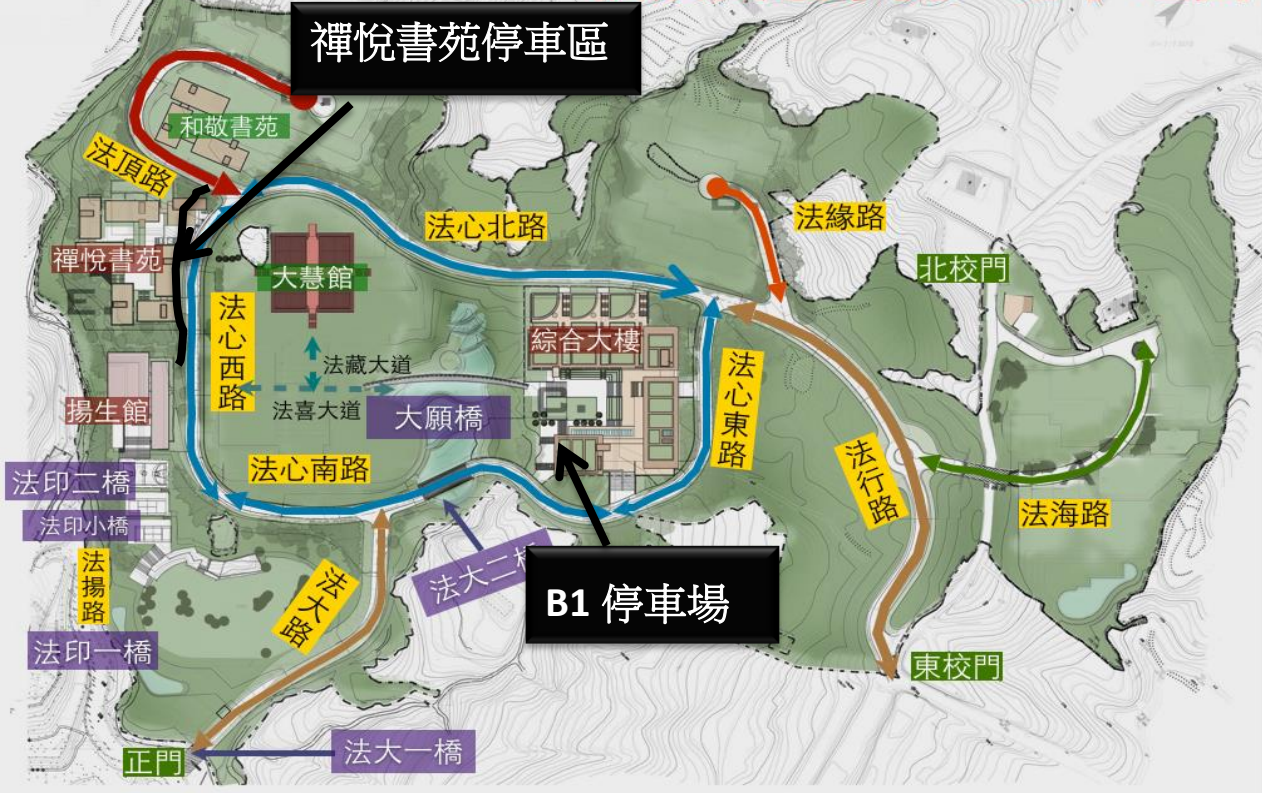 禪悅書苑停車區
和敬書苑
法頂路
法心北路
法緣路
禪悅書苑
大慧館
北校門
法心西路
綜合大樓
法藏大道
法喜大道
大願橋
法心東路
揚生館
法心南路
法行路
法印二橋
法印小橋
法海路
法揚路
法大路
法大二
B1 停車場
法印一橋
東校門
正門
法大一橋